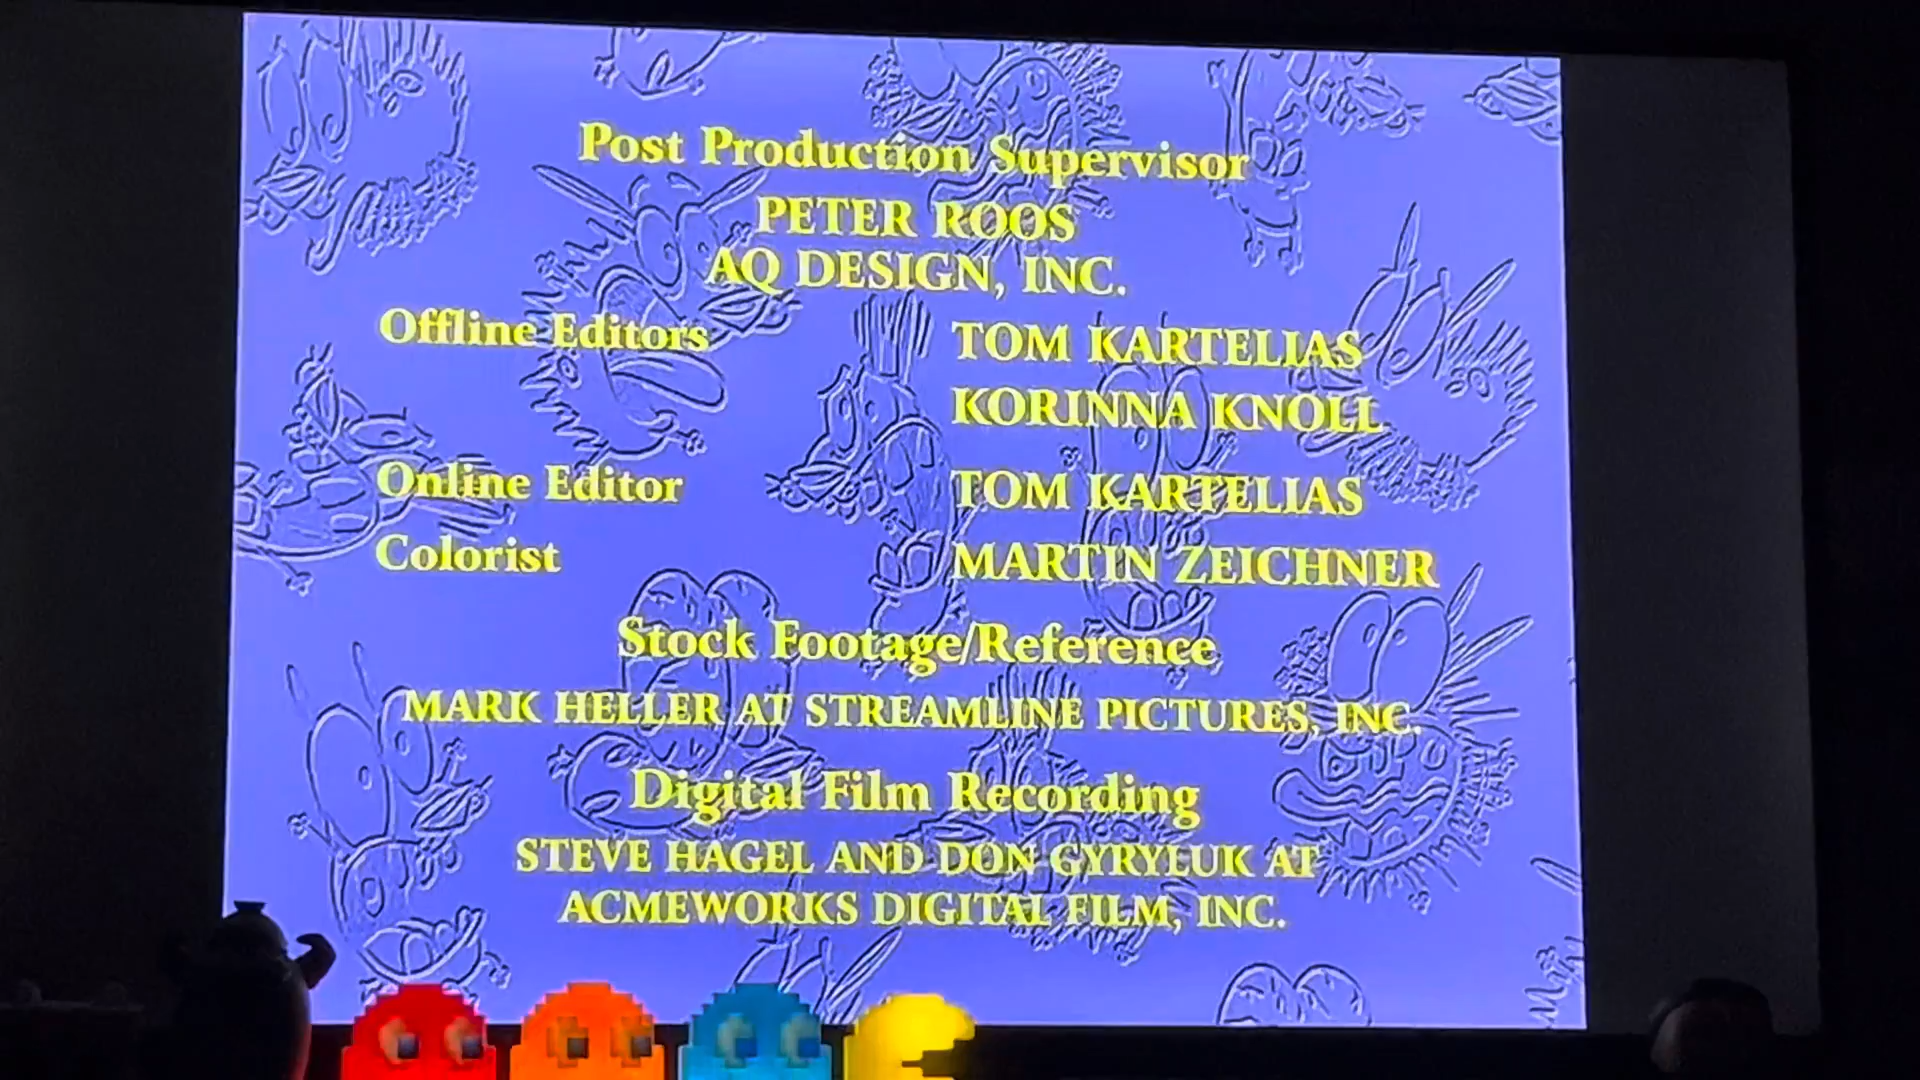 Post Production Supervisor
PETER ROOS
AQ DESIGN, INC.
Offline Editors TOM KARTELIAS
KORINNA KNOLL
Online Editor TOM KARTELIAS
Colorist MARTIN ZEICHNER
Stock Footage/Reference
MARK HELLER AT STREAMLINE PICTURES, INC.
Digital Film Recording
STEVE HAGEL AND DON GYRYLUK AT
ACMEWORKS DIGITAL FILM, INC.